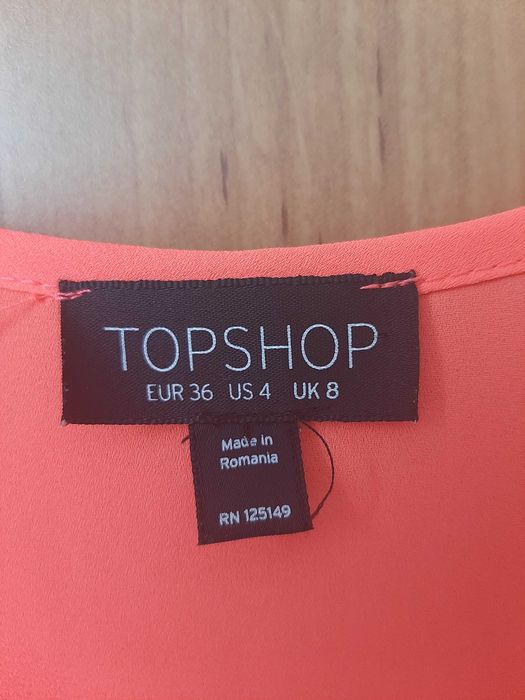 TOPSHOP
EUR 36 US 4 UK 8
Made in
Romania
RN 125149